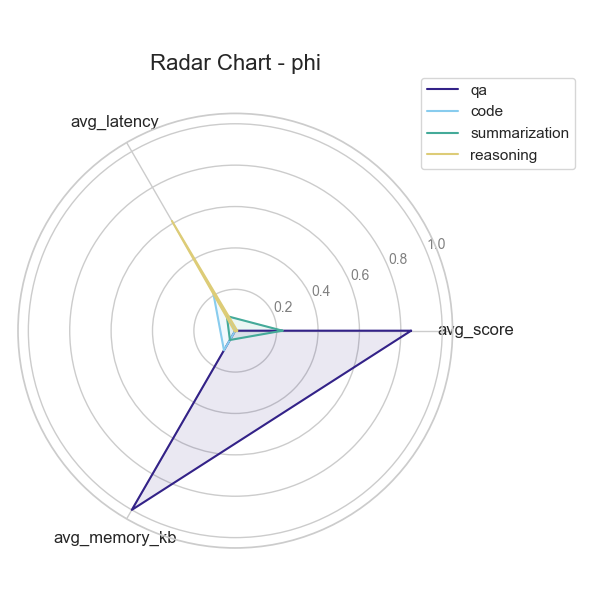 Radar Chart - phi
qa
code
summarization
reasoning
avg_latency
1.0
0.8
0.6
0.4
0.2
avg_score
avg_memory_kb